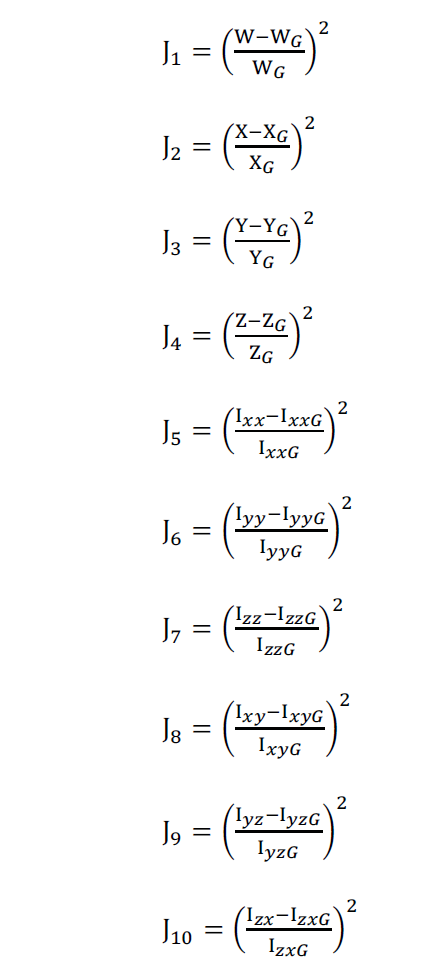 J₁ = ((W−W_G)/W_G)²
J₂ = ((X−X_G)/X_G)²
J₃ = ((Y−Y_G)/Y_G)²
J₄ = ((Z−Z_G)/Z_G)²
J₅ = ((I_xx−I_xxG)/I_xxG)²
J₆ = ((I_yy−I_yyG)/I_yyG)²
J₇ = ((I_zz−I_zzG)/I_zzG)²
J₈ = ((I_xy−I_xyG)/I_xyG)²
J₉ = ((I_yz−I_yzG)/I_yzG)²
J₁₀ = ((I_zx−I_zxG)/I_zxG)²